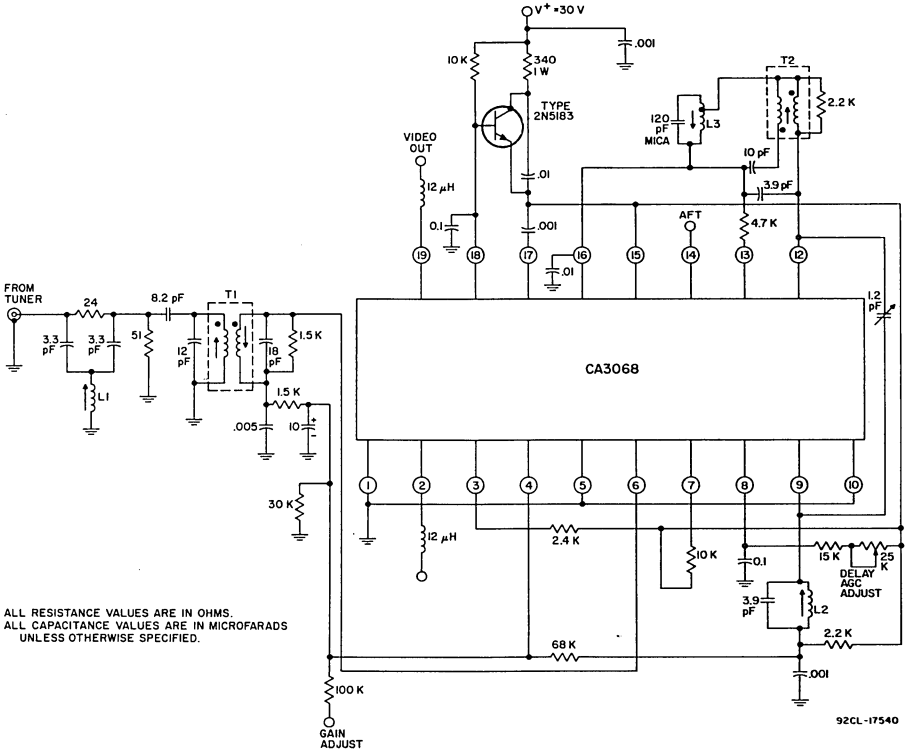 V+ = 30 V
.001
10 K
340
1 W
TYPE
2N5183
T2
2.2 K
120
pF
MICA
L3
VIDEO
OUT
12 μH
.01
10 pF
3.9 pF
0.1
.001
AFT
4.7 K
.01
19 18 17 16 15 14 13 12
FROM
TUNER
24
8.2 pF
T1
3.3
pF
3.3
pF
51
12
pF
18
pF
1.5 K
1.2
pF
CA3068
L1
1.5 K
.005
10
+
-
1 2 3 4 5 6 7 8 9 10
30 K
12 μH
2.4 K
10 K
0.1
15 K
25
K
DELAY
AGC
ADJUST
3.9
pF
L2
ALL RESISTANCE VALUES ARE IN OHMS.
ALL CAPACITANCE VALUES ARE IN MICROFARADS
UNLESS OTHERWISE SPECIFIED.
2.2 K
68 K
.001
100 K
GAIN
ADJUST
92CL-17540